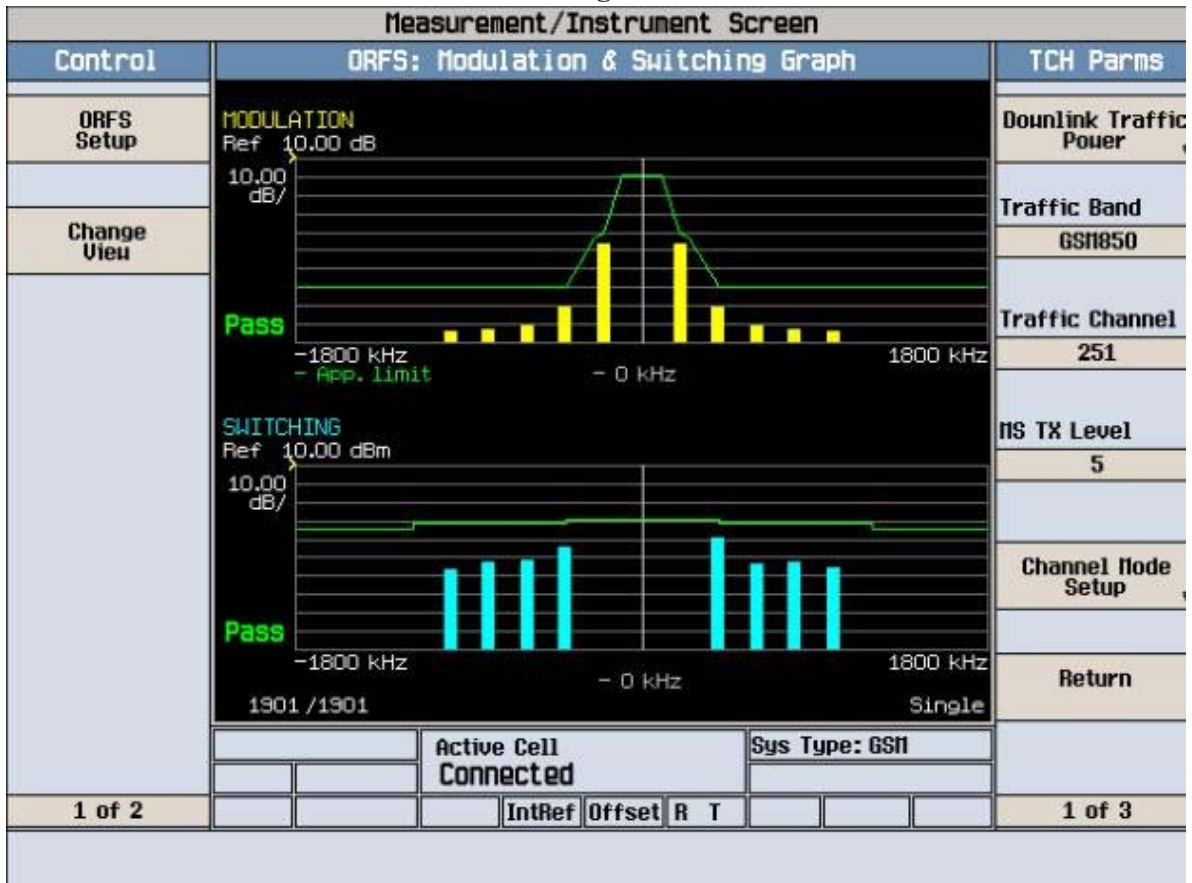 Measurement/Instrument Screen
Control
ORFS: Modulation & Switching Graph
TCH Parms
ORFS
Setup
Change
View
MODULATION
Ref 10.00 dB
10.00
dB/
Pass
-1800 kHz
1800 kHz
- App. limit
- 0 kHz
SWITCHING
Ref 10.00 dBm
10.00
dB/
Pass
-1800 kHz
1800 kHz
- 0 kHz
1901/1901
Single
Downlink Traffic
Power
Traffic Band
GSM850
Traffic Channel
251
MS TX Level
5
Channel Mode
Setup
Return
Active Cell
Connected
Sys Type: GSM
1 of 2
IntRef
Offset
R T
1 of 3